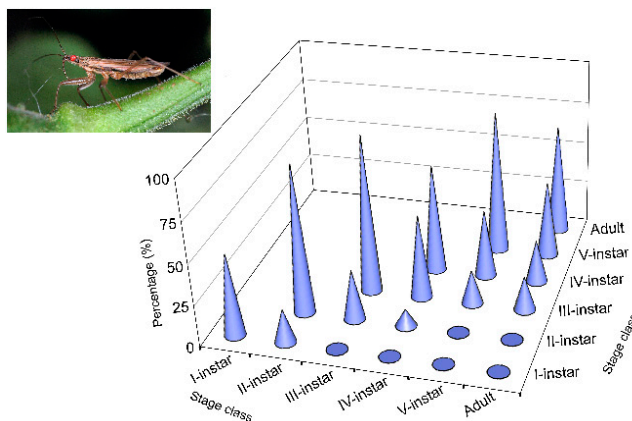 100
75
50
25
0
Percentage (%)
I-instar
II-instar
III-instar
IV-instar
V-instar
Adult
Stage class
Adult
V-instar
IV-instar
III-instar
II-instar
I-instar
Stage class